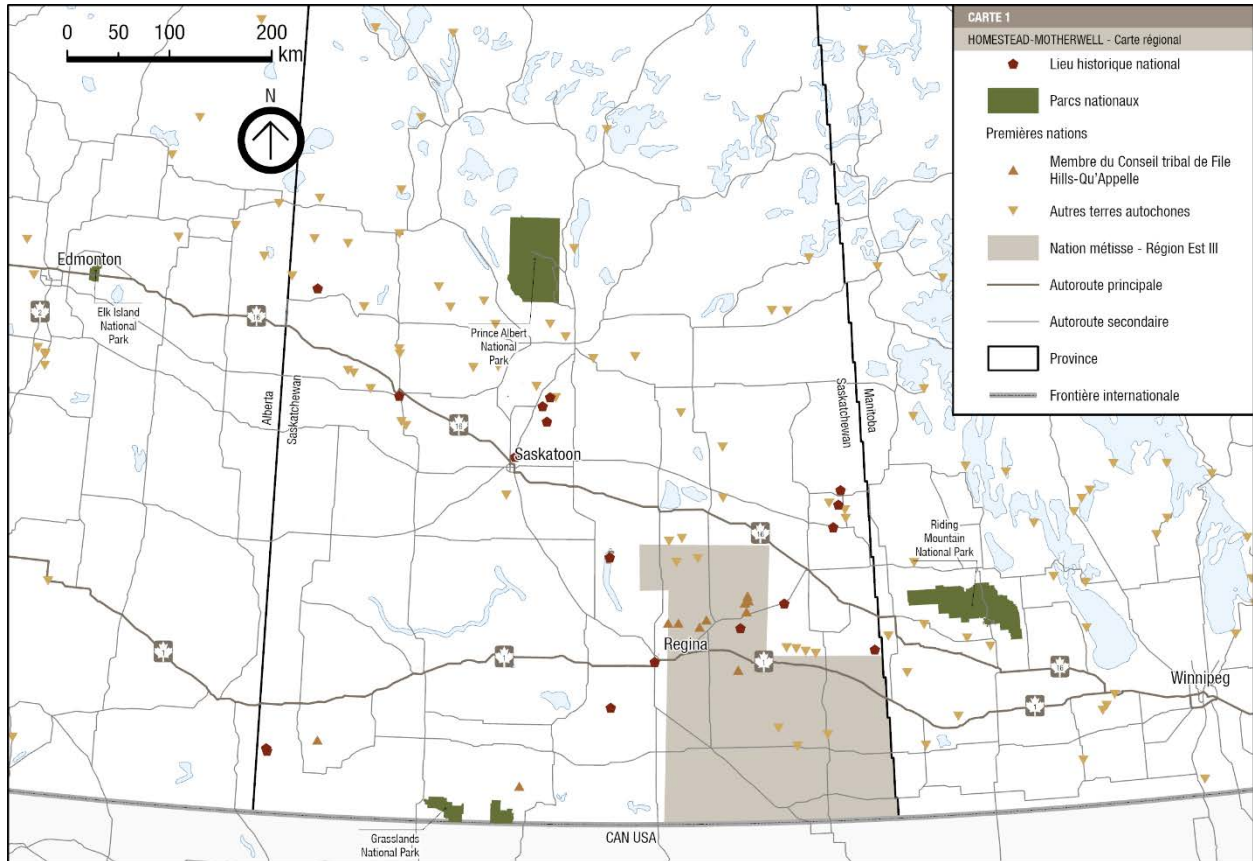 0 50 100 200
km
N
CARTE 1
HOMESTEAD-MOTHERWELL - Carte régional
Lieu historique national
Parcs nationaux
Premières nations
Membre du Conseil tribal de File
Hills-Qu'Appelle
Autres terres autochones
Nation métisse - Région Est III
Autoroute principale
Autoroute secondaire
Province
Frontière internationale
Edmonton
2
Elk Island
National
Park
16
Alberta
Saskatchewan
Prince Albert
National
Park
16
Saskatoon
Saskatchewan
Manitoba
16
Riding
Mountain
National Park
1
1
Regina
1
16
1
Winnipeg
Grasslands
National Park
CAN USA